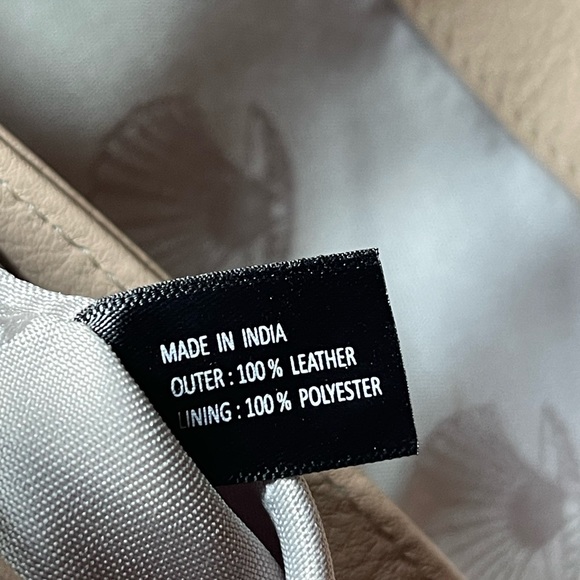 MADE IN INDIA
OUTER : 100 % LEATHER
LINING : 100 % POLYESTER